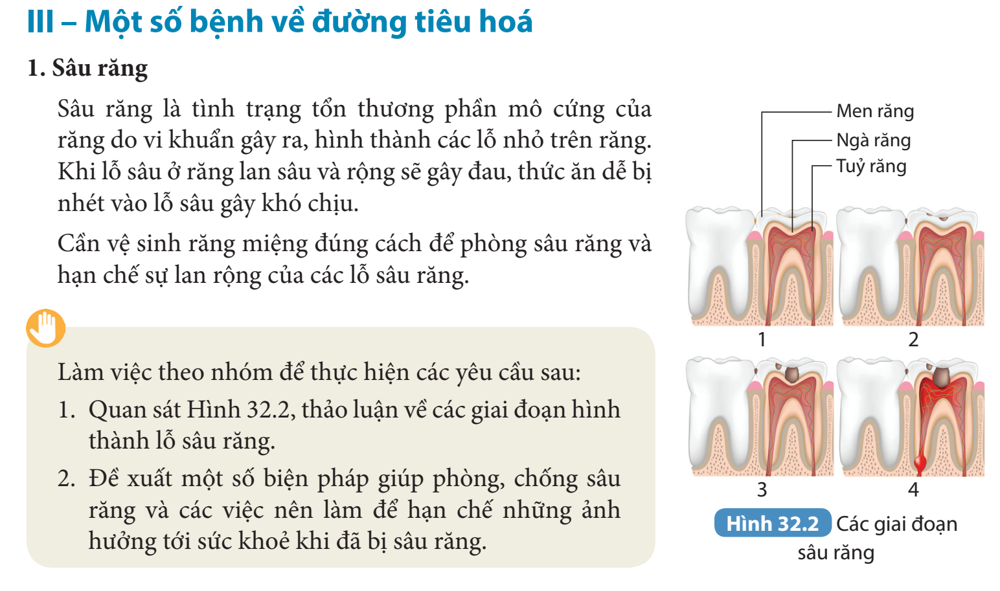 III – Một số bệnh về đường tiêu hoá
1. Sâu răng
Sâu răng là tình trạng tổn thương phần mô cứng của
răng do vi khuẩn gây ra, hình thành các lỗ nhỏ trên răng.
Khi lỗ sâu ở răng lan sâu và rộng sẽ gây đau, thức ăn dễ bị
nhét vào lỗ sâu gây khó chịu.
Cần vệ sinh răng miệng đúng cách để phòng sâu răng và
hạn chế sự lan rộng của các lỗ sâu răng.
Làm việc theo nhóm để thực hiện các yêu cầu sau:
1. Quan sát Hình 32.2, thảo luận về các giai đoạn hình
thành lỗ sâu răng.
2. Đề xuất một số biện pháp giúp phòng, chống sâu
răng và các việc nên làm để hạn chế những ảnh
hưởng tới sức khoẻ khi đã bị sâu răng.
Men răng
Ngà răng
Tuỷ răng
1
2
3
4
Hình 32.2 Các giai đoạn
sâu răng